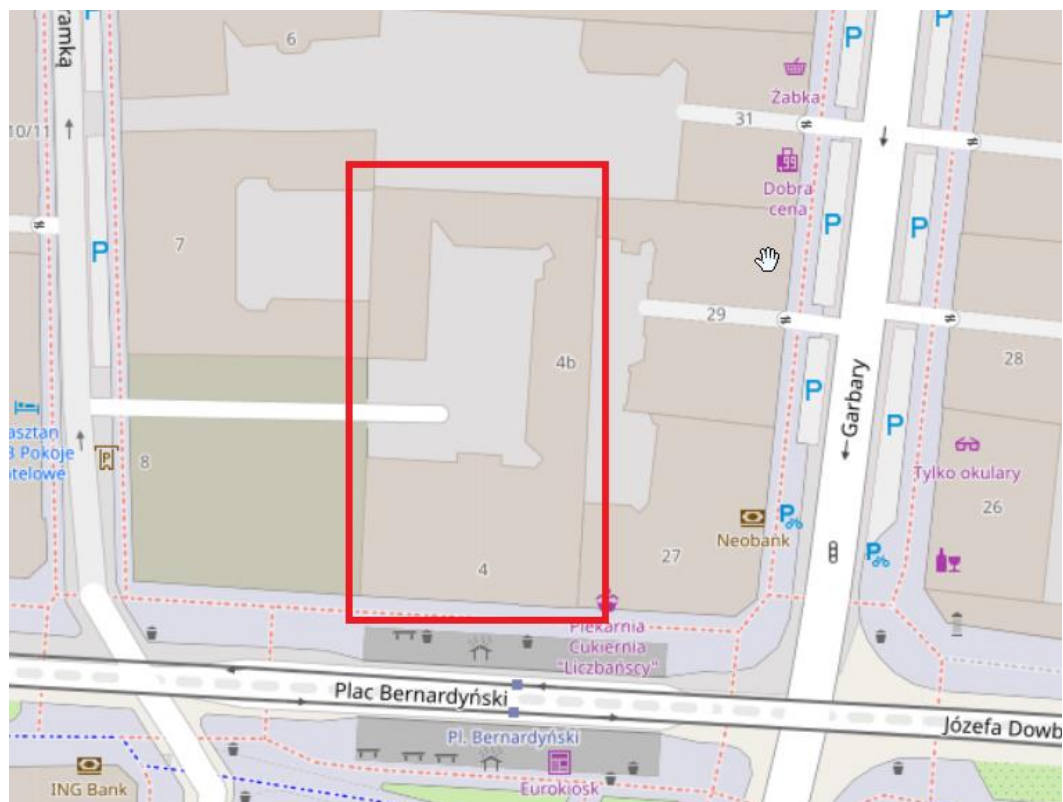 ramką
6
P
P
P
10/11
31
Żabka
Dobra
cena
7
P
P
P
29
4b
28
P
P
Garbary
asztan
3 Pokoje
otelowe
P
8
Tylko okulary
26
Neobank
P
P
4
27
Piekarnia
Cukiernia
"Liczbańscy"
Plac Bernardyński
Józefa Dowb
Pl. Bernardyński
ING Bank
Eurokiosk